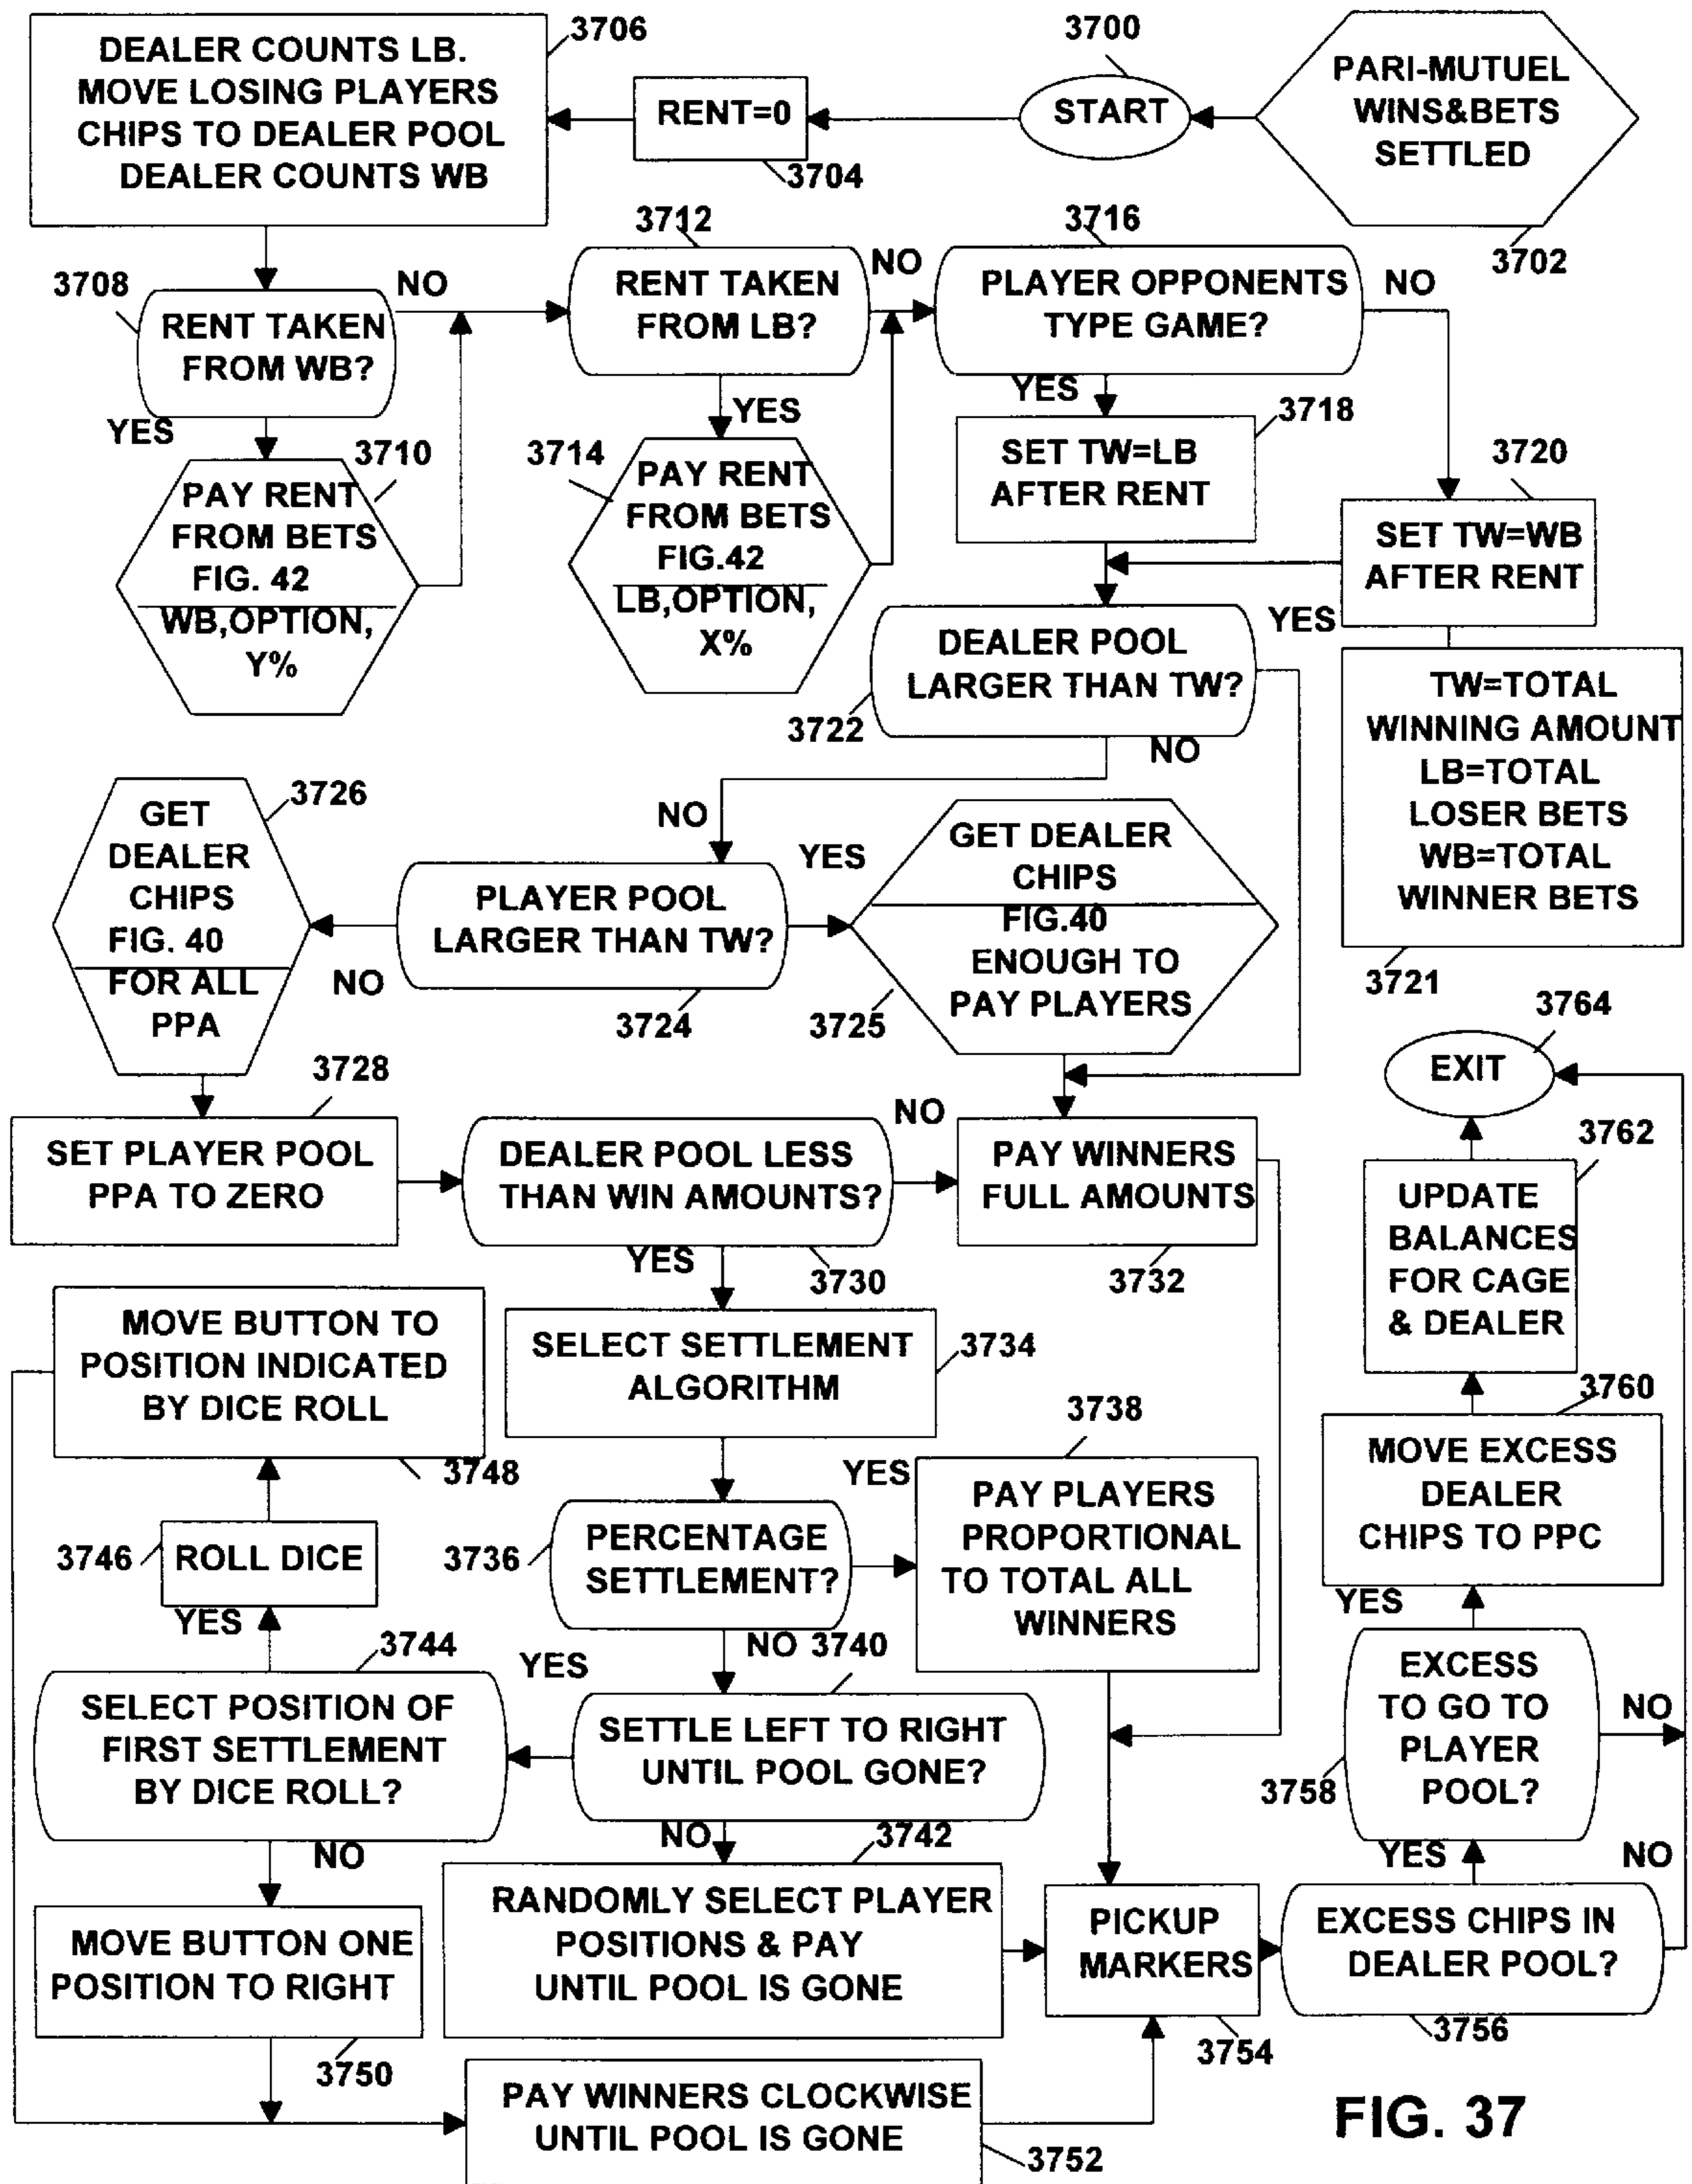 3706
DEALER COUNTS LB.
MOVE LOSING PLAYERS
CHIPS TO DEALER POOL
DEALER COUNTS WB
RENT=0
3704
3700
START
PARI-MUTUEL
WINS&BETS
SETTLED
3702
3708
RENT TAKEN
FROM WB?
NO
YES
3710
PAY RENT
FROM BETS
FIG. 42
WB,OPTION,
Y%
3712
RENT TAKEN
FROM LB?
NO
YES
3714
PAY RENT
FROM BETS
FIG.42
LB,OPTION,
X%
3716
PLAYER OPPONENTS
TYPE GAME?
NO
YES
3718
SET TW=LB
AFTER RENT
3720
SET TW=WB
AFTER RENT
YES
DEALER POOL
LARGER THAN TW?
3722
NO
TW=TOTAL
WINNING AMOUNT
LB=TOTAL
LOSER BETS
WB=TOTAL
WINNER BETS
3721
3726
GET
DEALER
CHIPS
FIG. 40
FOR ALL
PPA
NO
NO
PLAYER POOL
LARGER THAN TW?
3724
YES
GET DEALER
CHIPS
FIG.40
ENOUGH TO
PAY PLAYERS
3725
3764
EXIT
3728
SET PLAYER POOL
PPA TO ZERO
DEALER POOL LESS
THAN WIN AMOUNTS?
NO
YES
3730
PAY WINNERS
FULL AMOUNTS
3732
3762
UPDATE
BALANCES
FOR CAGE
& DEALER
MOVE BUTTON TO
POSITION INDICATED
BY DICE ROLL
3748
SELECT SETTLEMENT
ALGORITHM
3734
3738
PAY PLAYERS
PROPORTIONAL
TO TOTAL ALL
WINNERS
3760
MOVE EXCESS
DEALER
CHIPS TO PPC
3746
ROLL DICE
YES
3736
PERCENTAGE
SETTLEMENT?
YES
NO
3740
YES
3744
SELECT POSITION OF
FIRST SETTLEMENT
BY DICE ROLL?
NO
SETTLE LEFT TO RIGHT
UNTIL POOL GONE?
NO
YES
EXCESS
TO GO TO
PLAYER
POOL?
3758
NO
YES
NO
MOVE BUTTON ONE
POSITION TO RIGHT
3750
3742
RANDOMLY SELECT PLAYER
POSITIONS & PAY
UNTIL POOL IS GONE
PICKUP
MARKERS
3754
EXCESS CHIPS IN
DEALER POOL?
3756
PAY WINNERS CLOCKWISE
UNTIL POOL IS GONE
3752
FIG. 37